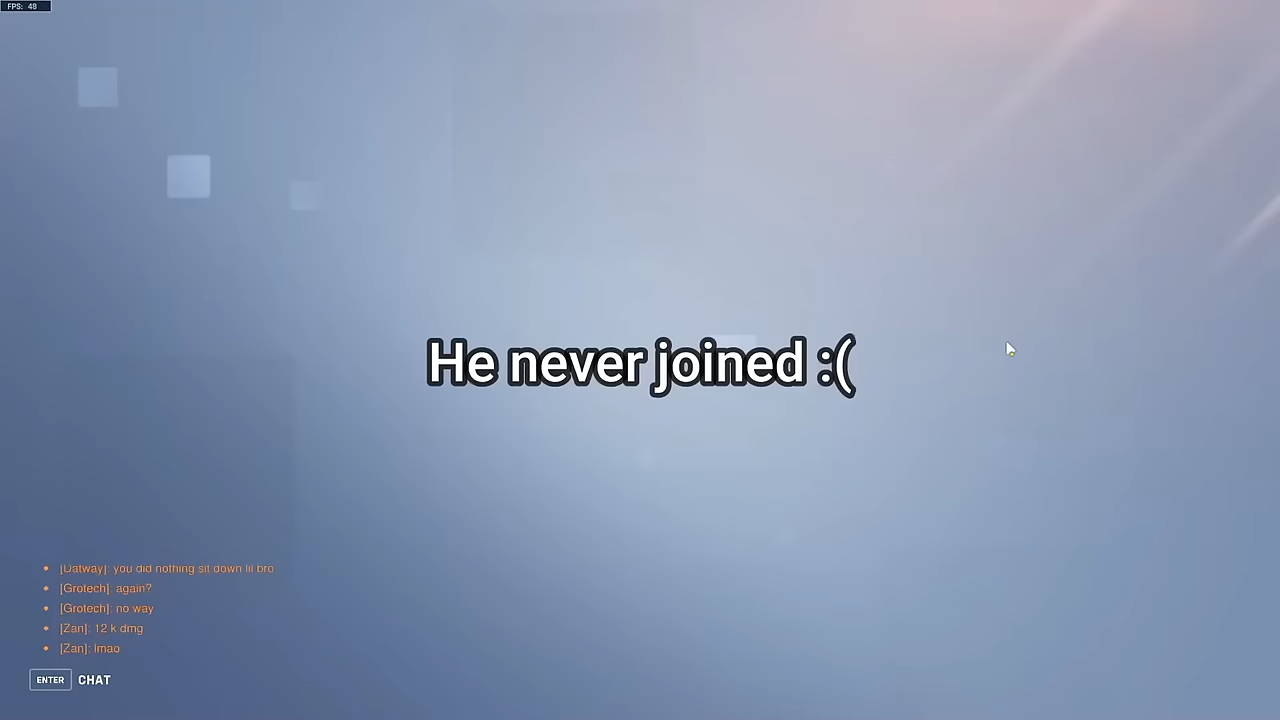 FPS: 48
He never joined :(
[Datway]: you did nothing sit down lil bro
[Grotech]: again?
[Grotech]: no way
[Zan]: 12 k dmg
[Zan]: lmao
ENTER CHAT